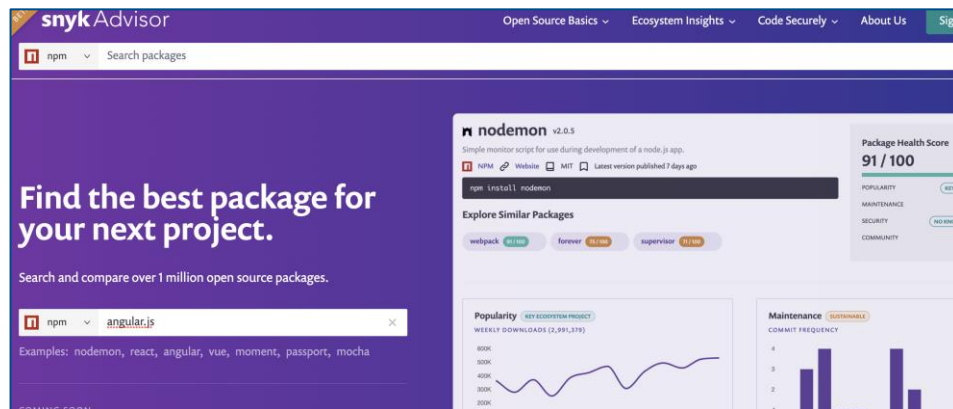 BETA
snyk Advisor
Open Source Basics
Ecosystem Insights
Code Securely
About Us
npm
Search packages
Find the best package for
your next project.
Search and compare over 1 million open source packages.
npm
angular.js
Examples: nodemon, react, angular, vue, moment, passport, mocha
COMING SOON
nodemon v2.0.5
Simple monitor script for use during development of a node.js app.
NPM Website MIT Latest version published 7 days ago
npm install nodemon
Explore Similar Packages
webpack
forever
supervisor
Package Health Score
91 / 100
POPULARITY
MAINTENANCE
SECURITY
COMMUNITY
Popularity KEY ECOSYSTEM PROJECT
WEEKLY DOWNLOADS (2,991,379)
600K
500K
400K
300K
200K
Maintenance SUSTAINABLE
COMMIT FREQUENCY
4
3
2